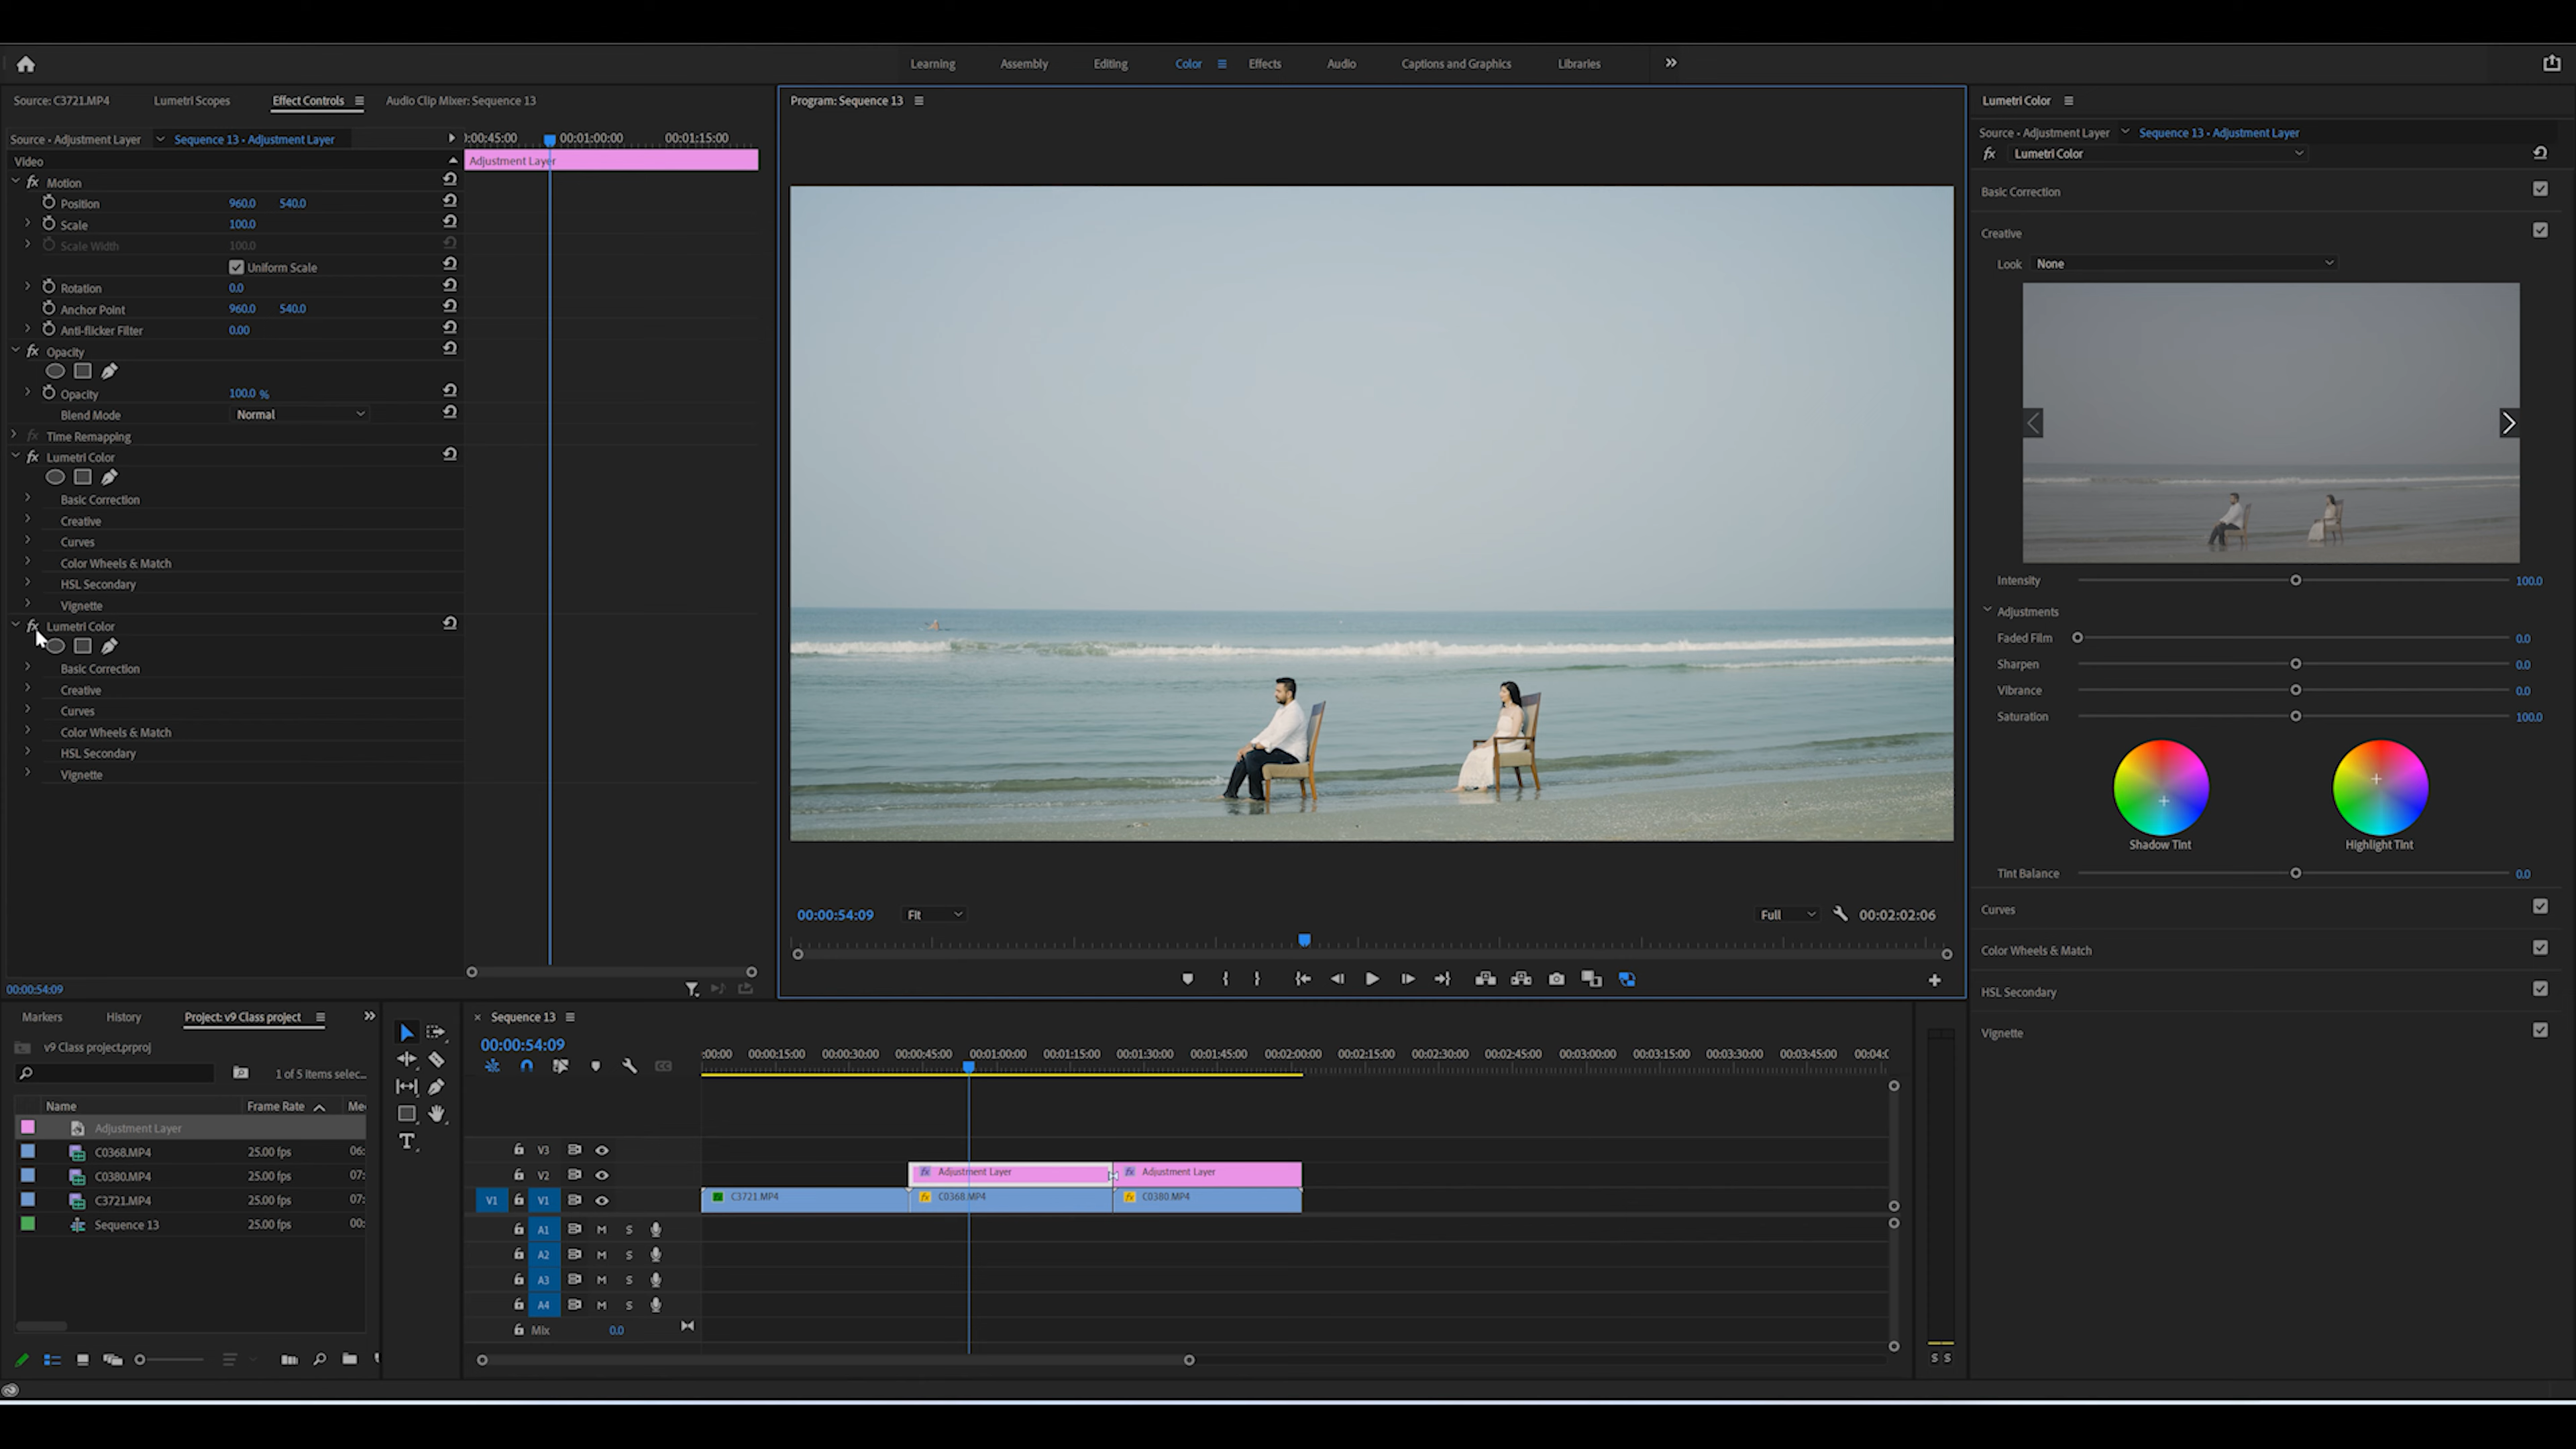 Learning Assembly Editing Color Effects Audio Captions and Graphics Libraries
Source: C3721.MP4 Lumetri Scopes Effect Controls Audio Clip Mixer: Sequence 13
Source • Adjustment Layer Sequence 13 • Adjustment Layer
:00:45:00 00:01:00:00 00:01:15:00
Video
Adjustment Layer
fx Motion
Position 960.0 540.0
Scale 100.0
Scale Width 100.0
Uniform Scale
Rotation 0.0
Anchor Point 960.0 540.0
Anti-flicker Filter 0.00
fx Opacity
Opacity 100.0 %
Blend Mode Normal
fx Time Remapping
fx Lumetri Color
Basic Correction
Creative
Curves
Color Wheels & Match
HSL Secondary
Vignette
fx Lumetri Color
Basic Correction
Creative
Curves
Color Wheels & Match
HSL Secondary
Vignette
00:00:54:09
Program: Sequence 13
00:00:54:09 Fit Full 00:02:02:06
Lumetri Color
Source • Adjustment Layer Sequence 13 • Adjustment Layer
fx Lumetri Color
Basic Correction
Creative
Look None
Intensity 100.0
Adjustments
Faded Film 0.0
Sharpen 0.0
Vibrance 0.0
Saturation 100.0
Shadow Tint Highlight Tint
Tint Balance 0.0
Curves
Color Wheels & Match
HSL Secondary
Vignette
Markers History Project: v9 Class project
v9 Class project.prproj
1 of 5 items selec...
Name Frame Rate Me
Adjustment Layer
C0368.MP4 25.00 fps 06:
C0380.MP4 25.00 fps 07:
C3721.MP4 25.00 fps 07:
Sequence 13 25.00 fps 00:
× Sequence 13
00:00:54:09
:00:00 00:00:15:00 00:00:30:00 00:00:45:00 00:01:00:00 00:01:15:00 00:01:30:00 00:01:45:00 00:02:00:00 00:02:15:00 00:02:30:00 00:02:45:00 00:03:00:00 00:03:15:00 00:03:30:00 00:03:45:00 00:04:0
V3
V2 fx Adjustment Layer fx Adjustment Layer
V1 V1 C3721.MP4 fx C0368.MP4 fx C0380.MP4
A1 M S
A2 M S
A3 M S
A4 M S
Mix 0.0
S S